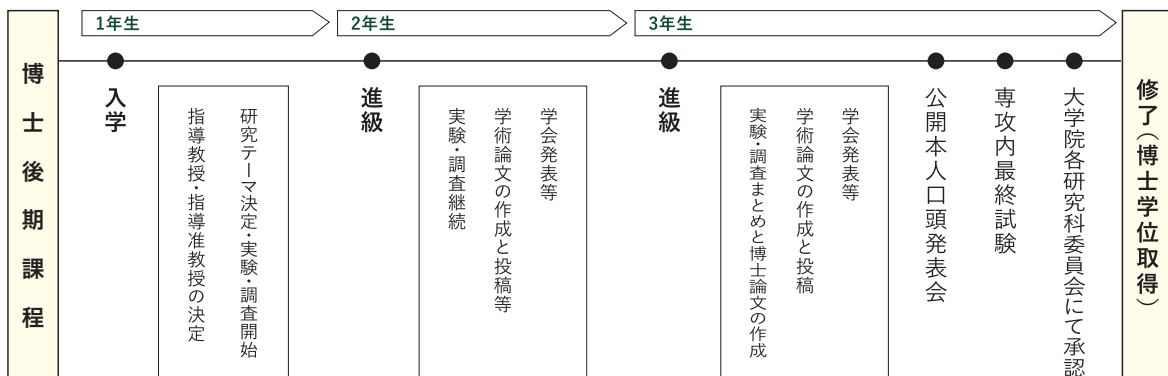 博士後期課程
1年生
2年生
3年生
入学
指導教授・指導准教授の決定
研究テーマ決定・実験・調査開始
進級
実験・調査継続
学術論文の作成と投稿等
学会発表等
進級
実験・調査まとめと博士論文の作成
学術論文の作成と投稿
学会発表等
公開本人口頭発表会
専攻内最終試験
大学院各研究科委員会にて承認
修了(博士学位取得)